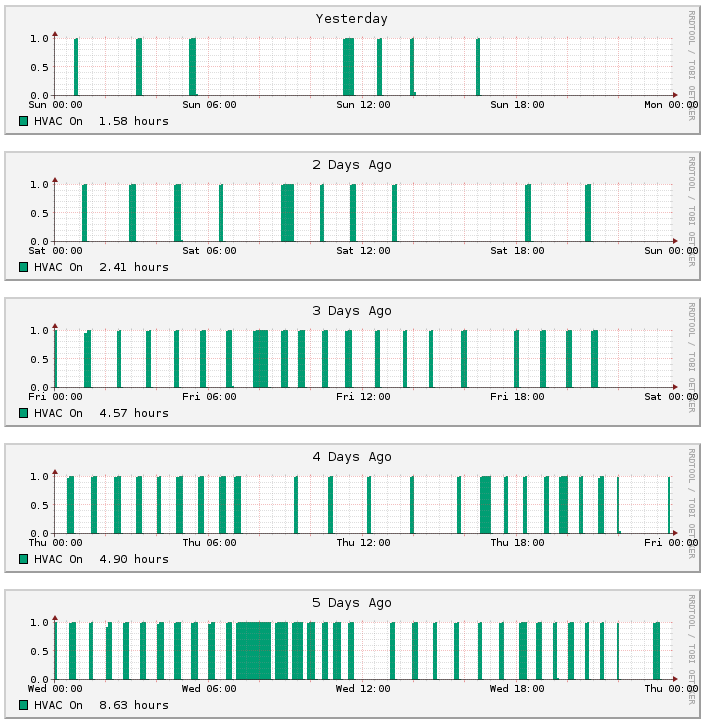 Yesterday
1.0
0.5
0.0
Sun 00:00 Sun 06:00 Sun 12:00 Sun 18:00 Mon 00:00
HVAC On 1.58 hours
RRDTOOL / TOBI OETIKER
2 Days Ago
1.0
0.5
0.0
Sat 00:00 Sat 06:00 Sat 12:00 Sat 18:00 Sun 00:00
HVAC On 2.41 hours
RRDTOOL / TOBI OETIKER
3 Days Ago
1.0
0.5
0.0
Fri 00:00 Fri 06:00 Fri 12:00 Fri 18:00 Sat 00:00
HVAC On 4.57 hours
RRDTOOL / TOBI OETIKER
4 Days Ago
1.0
0.5
0.0
Thu 00:00 Thu 06:00 Thu 12:00 Thu 18:00 Fri 00:00
HVAC On 4.90 hours
RRDTOOL / TOBI OETIKER
5 Days Ago
1.0
0.5
0.0
Wed 00:00 Wed 06:00 Wed 12:00 Wed 18:00 Thu 00:00
HVAC On 8.63 hours
RRDTOOL / TOBI OETIKER